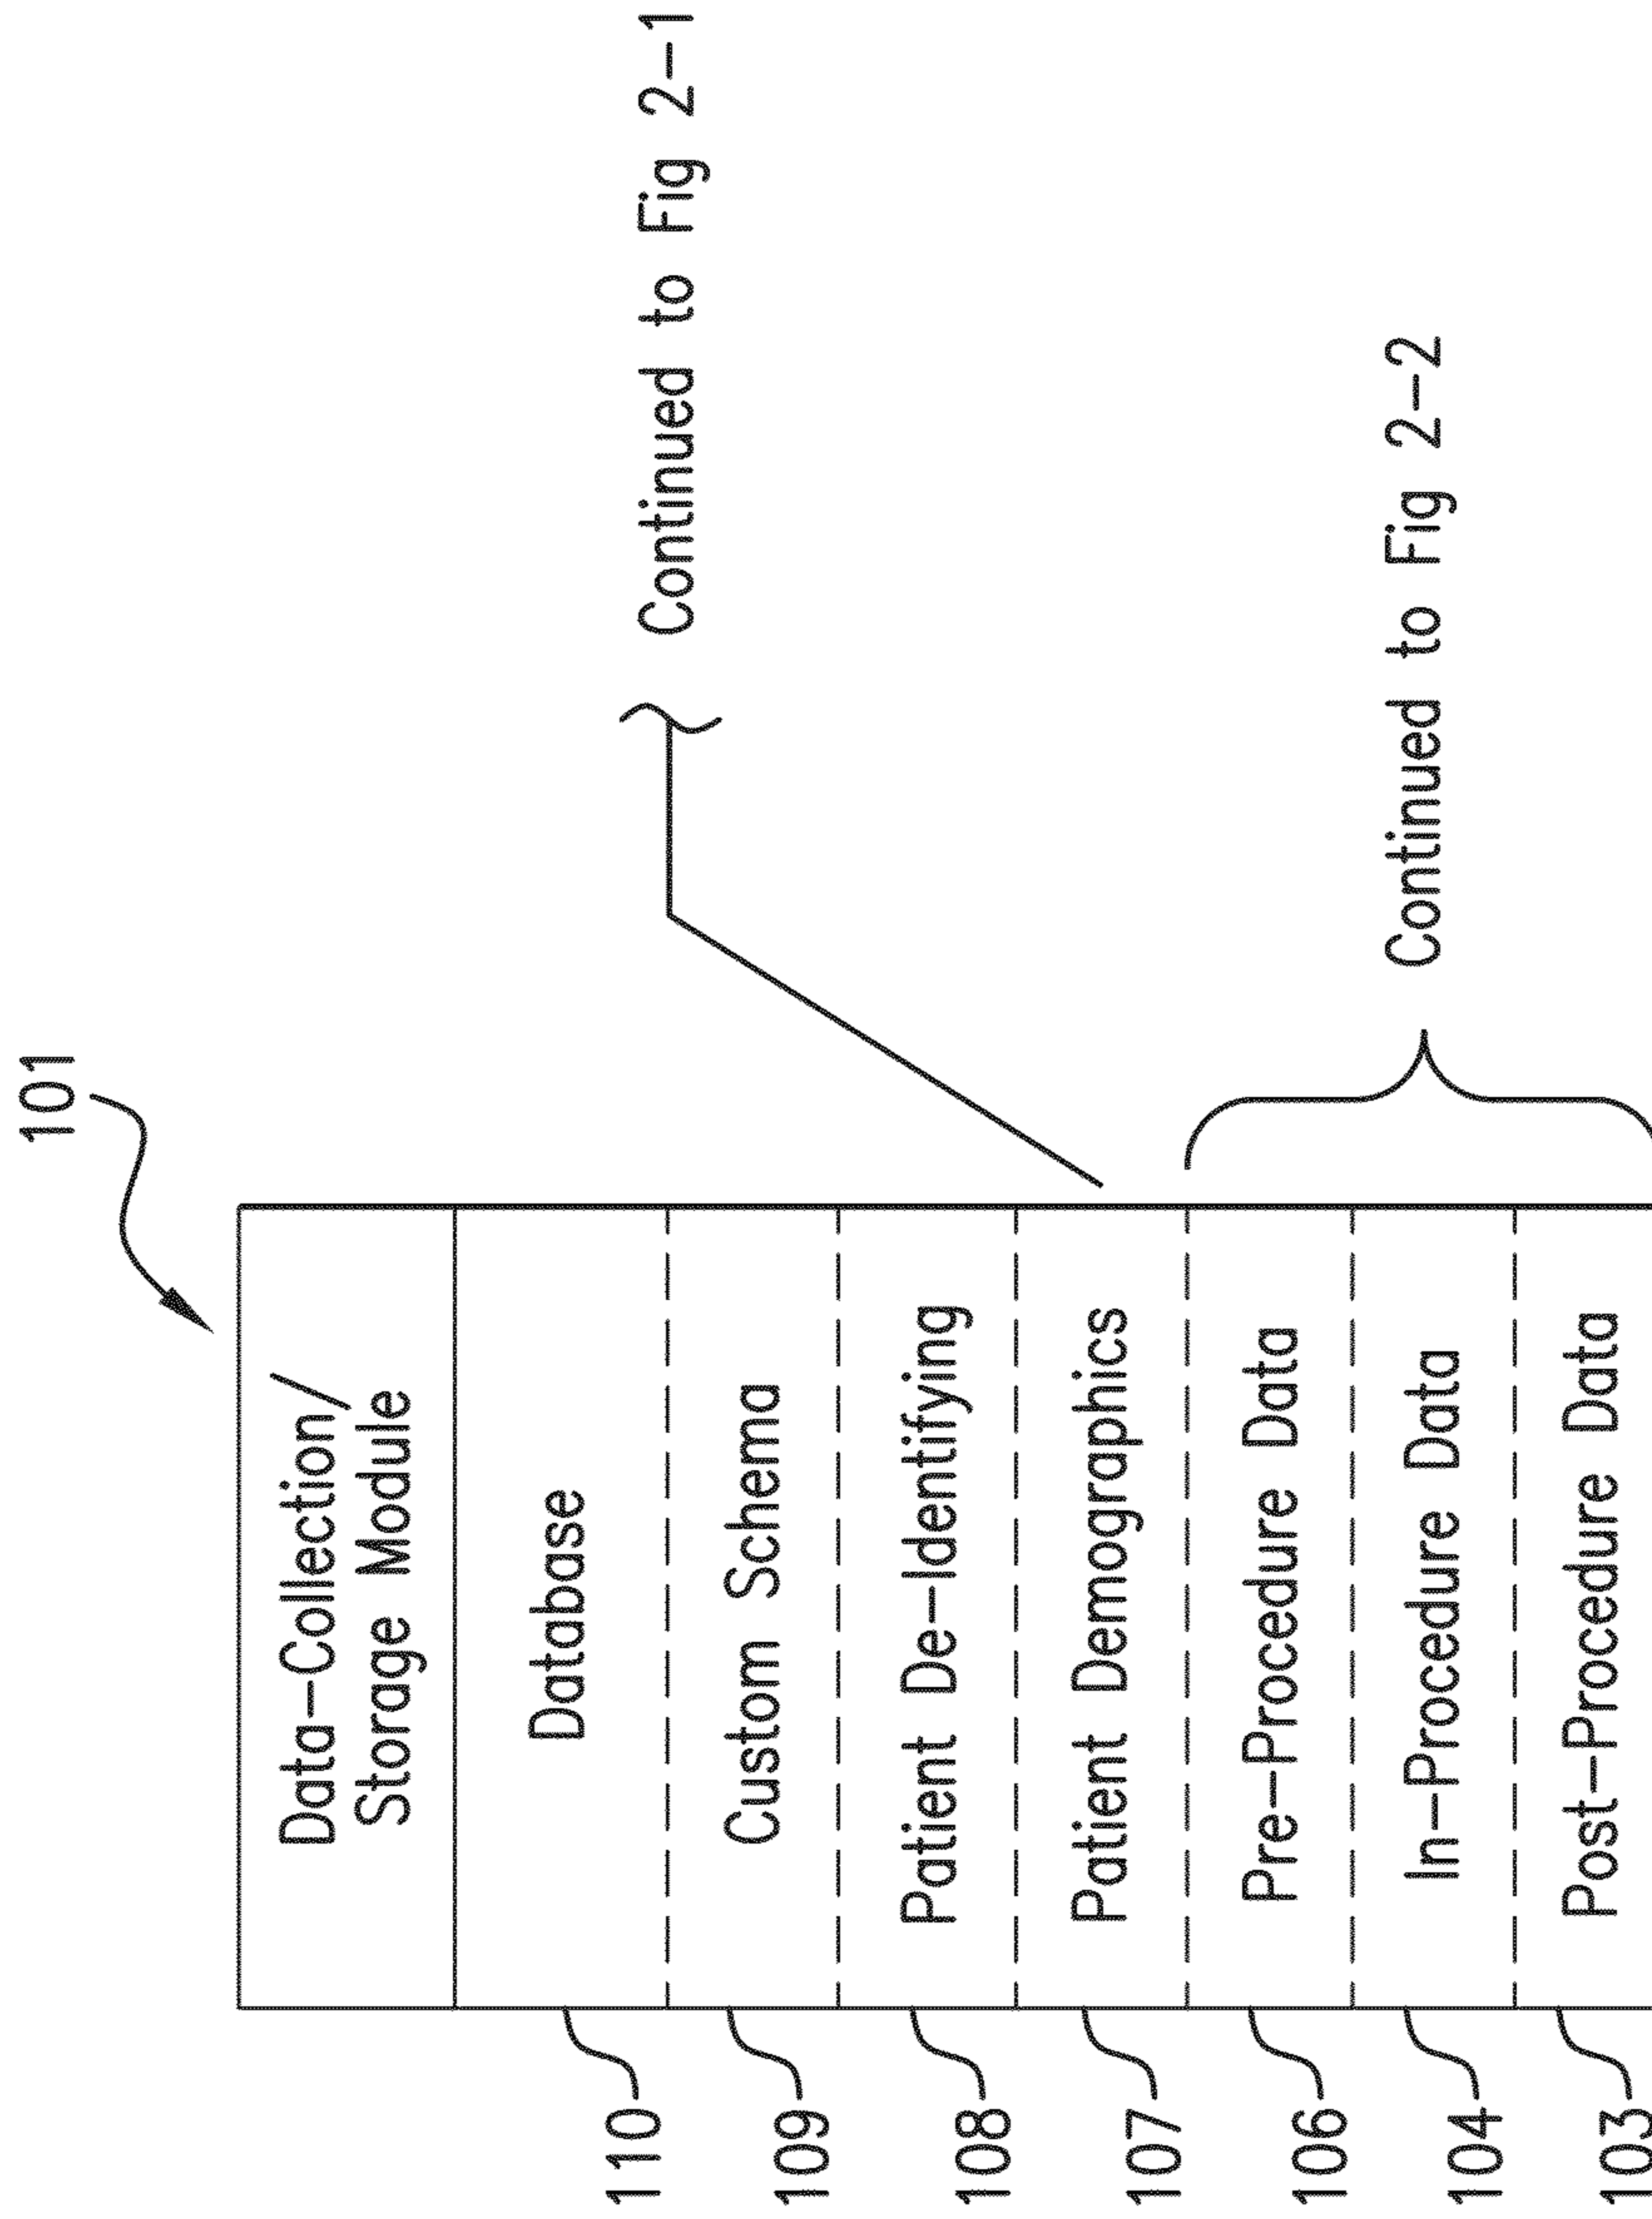 101
Data-Collection/
Storage Module
110
Database
109
Custom Schema
108
Patient De-Identifying
107
Patient Demographics
106
Pre-Procedure Data
104
In-Procedure Data
103
Post-Procedure Data
Continued to Fig 2-1
Continued to Fig 2-2